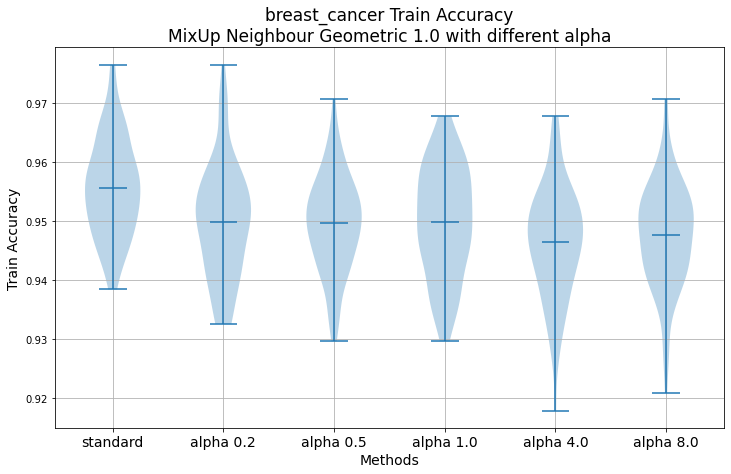 breast_cancer Train Accuracy
MixUp Neighbour Geometric 1.0 with different alpha
Train Accuracy
0.97
0.96
0.95
0.94
0.93
0.92
standard alpha 0.2 alpha 0.5 alpha 1.0 alpha 4.0 alpha 8.0
Methods